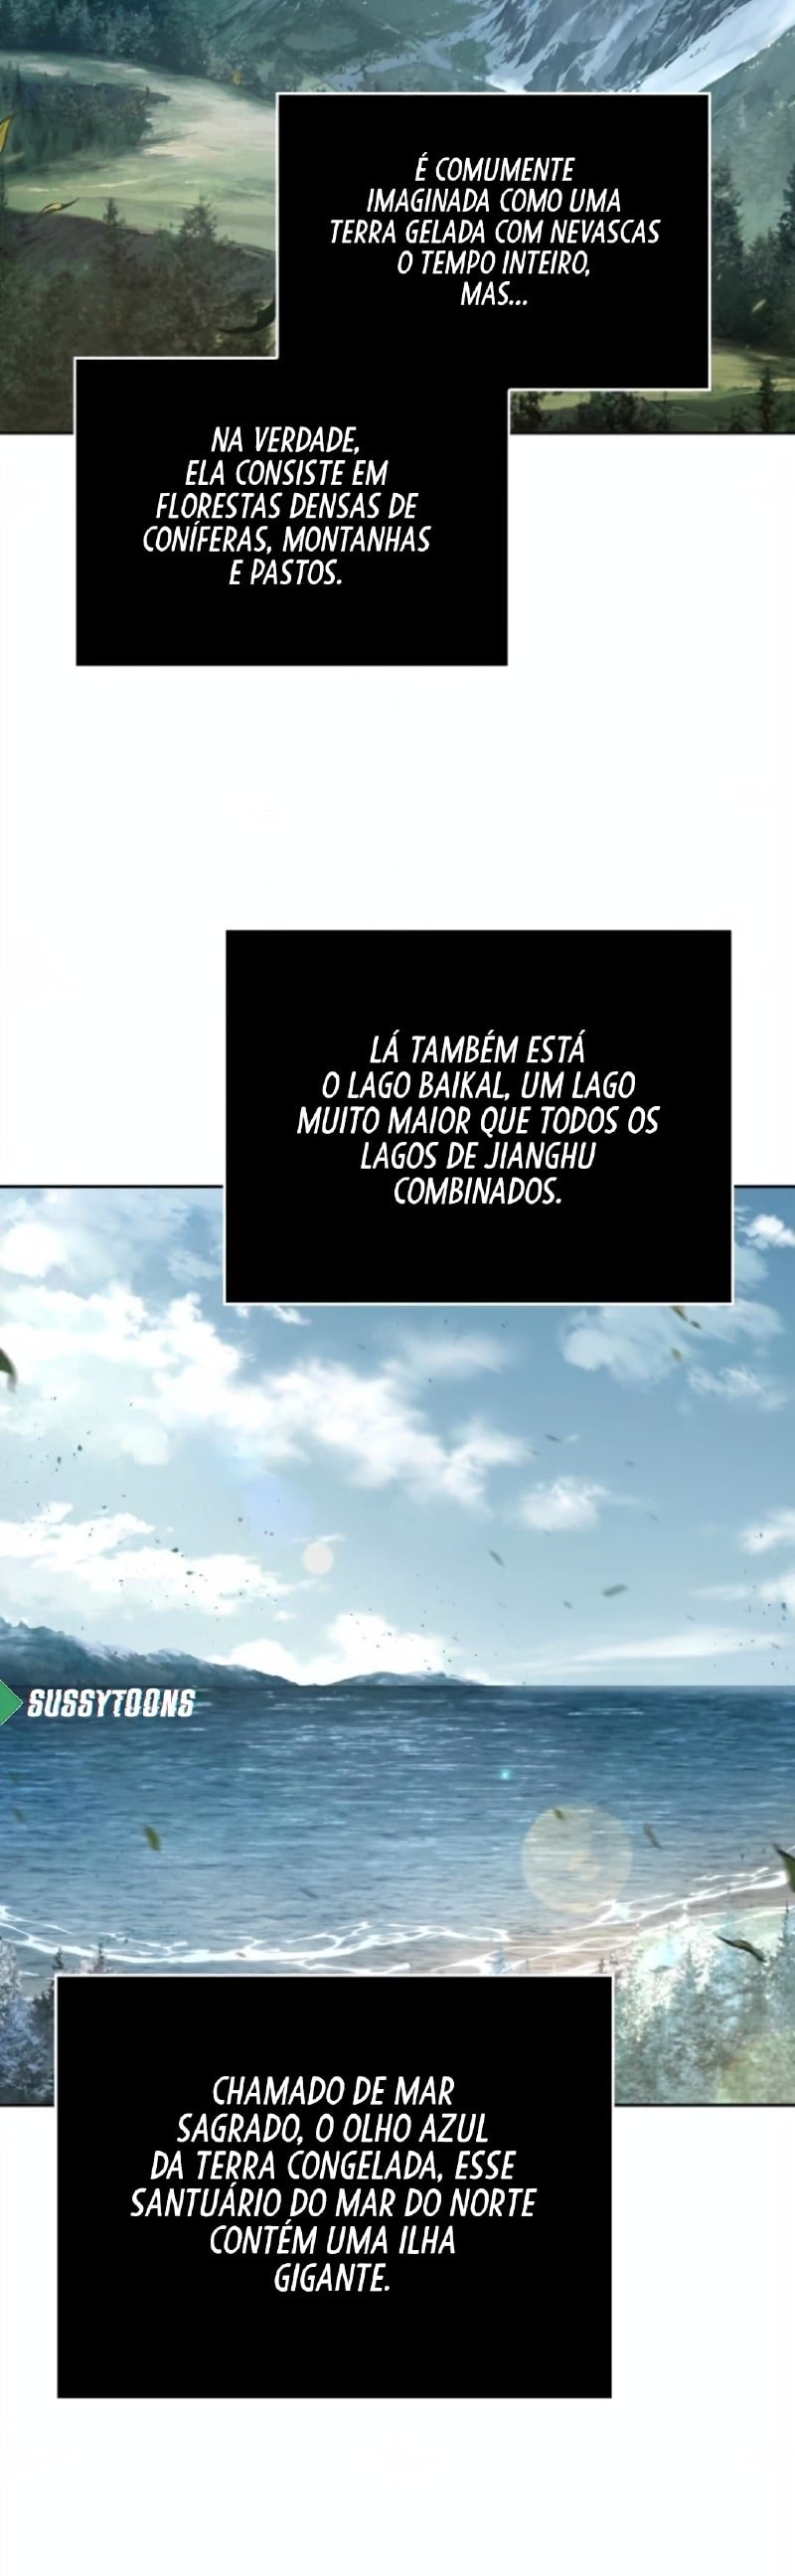 É COMUMENTE
IMAGINADA COMO UMA
TERRA GELADA COM NEVASCAS
O TEMPO INTEIRO,
MAS...
NA VERDADE,
ELA CONSISTE EM
FLORESTAS DENSAS DE
CONÍFERAS, MONTANHAS
E PASTOS.
LÁ TAMBÉM ESTÁ
O LAGO BAIKAL, UM LAGO
MUITO MAIOR QUE TODOS OS
LAGOS DE JIANGHU
COMBINADOS.
SUSSYTOONS
CHAMADO DE MAR
SAGRADO, O OLHO AZUL
DA TERRA CONGELADA, ESSE
SANTUÁRIO DO MAR DO NORTE
CONTÉM UMA ILHA
GIGANTE.